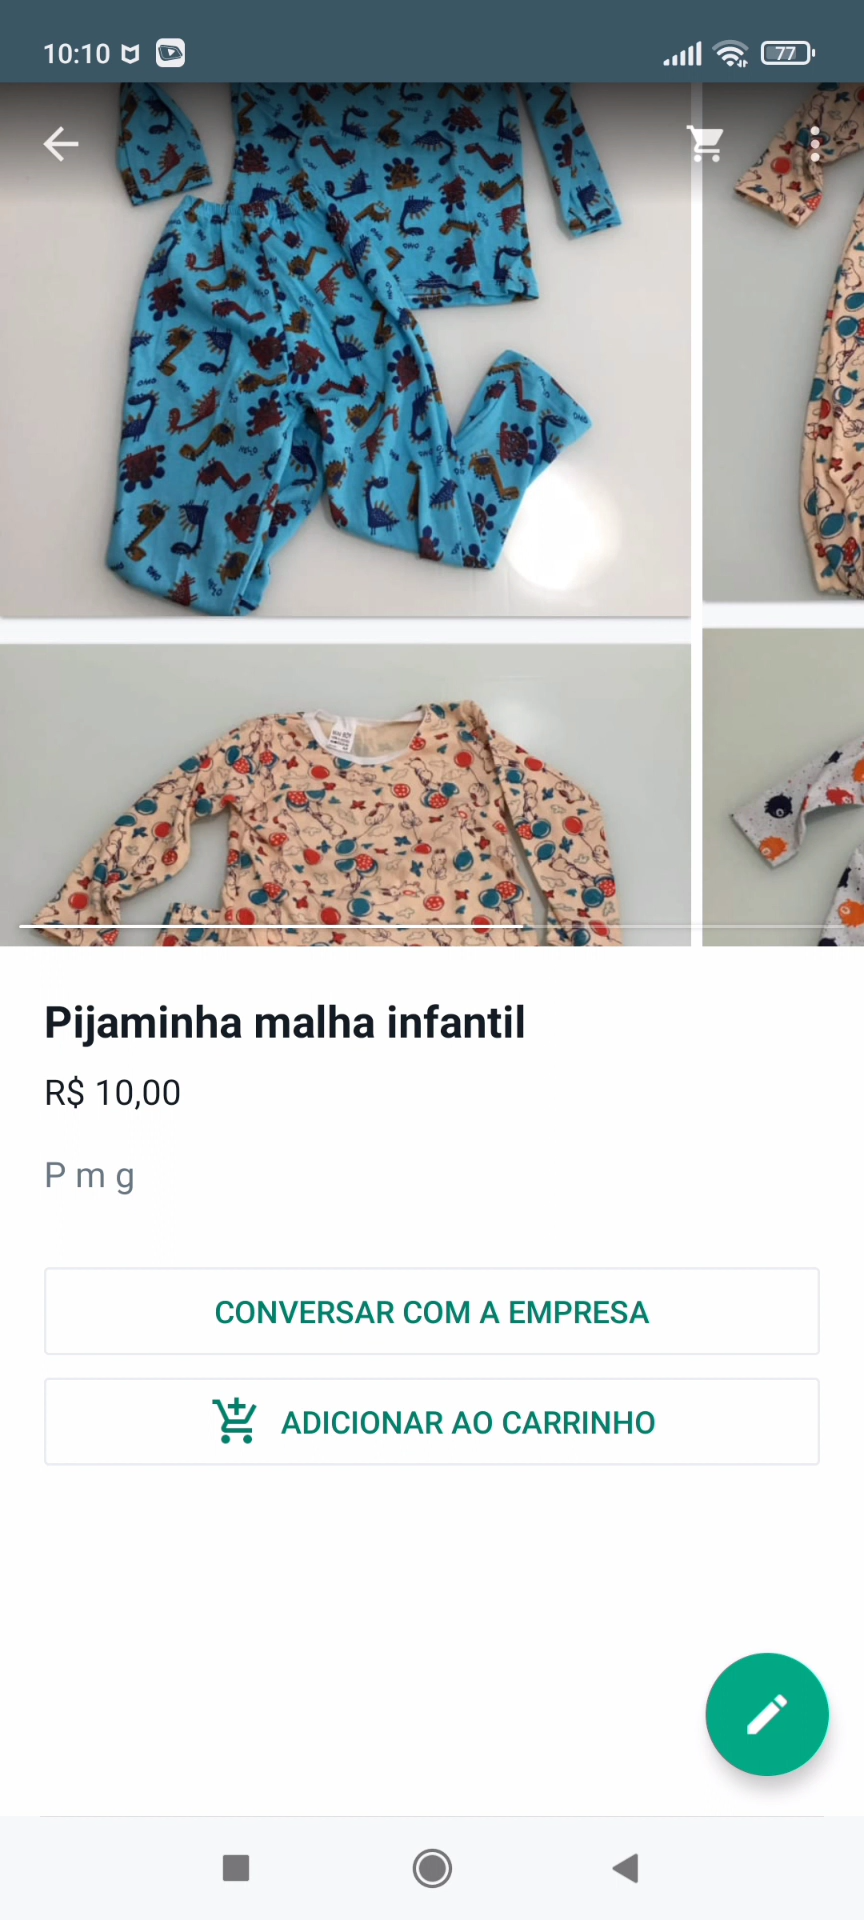 10:10
77
Pijaminha malha infantil
R$ 10,00
P m g
CONVERSAR COM A EMPRESA
ADICIONAR AO CARRINHO